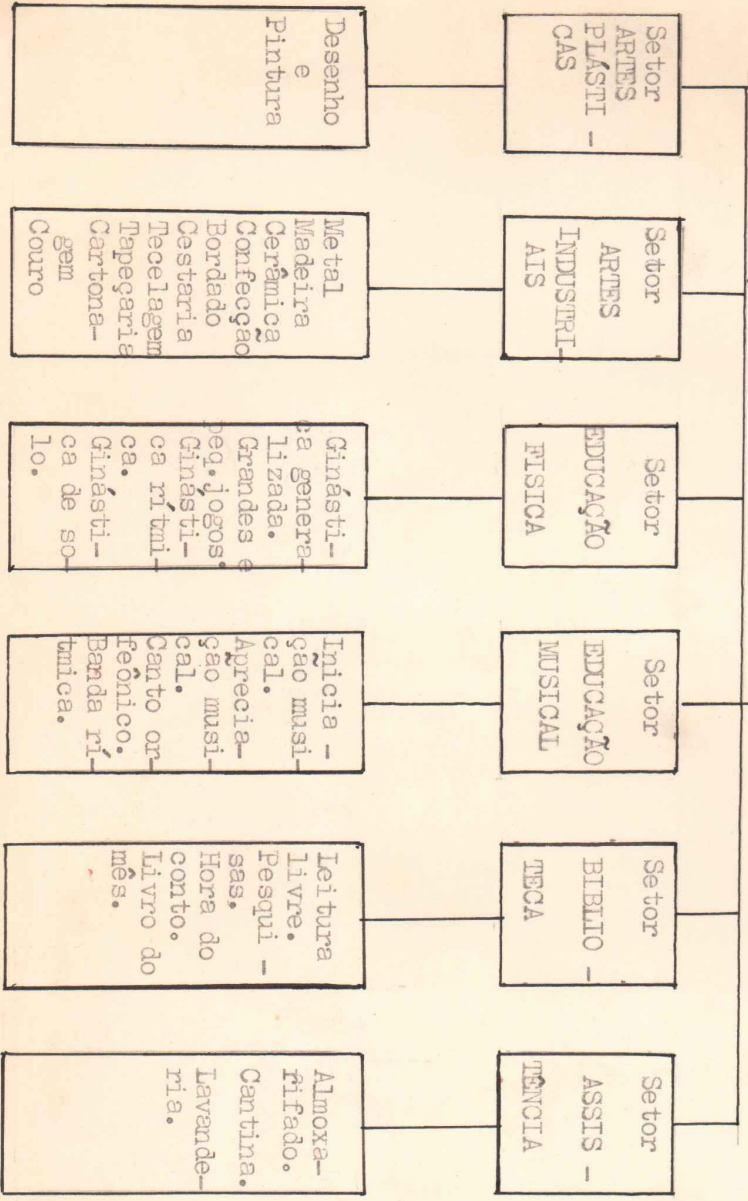 Setor
ARTES
PLÁSTI -
CAS
Desenho
e
Pintura
Setor
ARTES
INDUSTRI-
AIS
Metal
Madeira
Cerâmica
Confecção
Bordado
Cestaria
Tecelagem
Tapeçaria
Cartona-
gem
Couro
Setor
EDUCAÇÃO
FISICA
Ginásti-
ca genera-
lizada.
Grandes e
peq.jogos.
Ginásti-
ca rítmi-
ca.
Ginásti-
ca de so-
lo.
Setor
EDUCAÇÃO
MUSICAL
Inicia -
ção musi-
cal.
Aprecia-
ção musi-
cal.
Canto or-
feônico.
Banda rí-
tmica.
Setor
BIBLIO -
TECA
Leitura
livre.
Pesqui -
sas.
Hora do
conto.
Livro do
mês.
Setor
ASSIS -
TÊNCIA
Almoxa-
rifado.
Cantina.
Lavande-
ria.